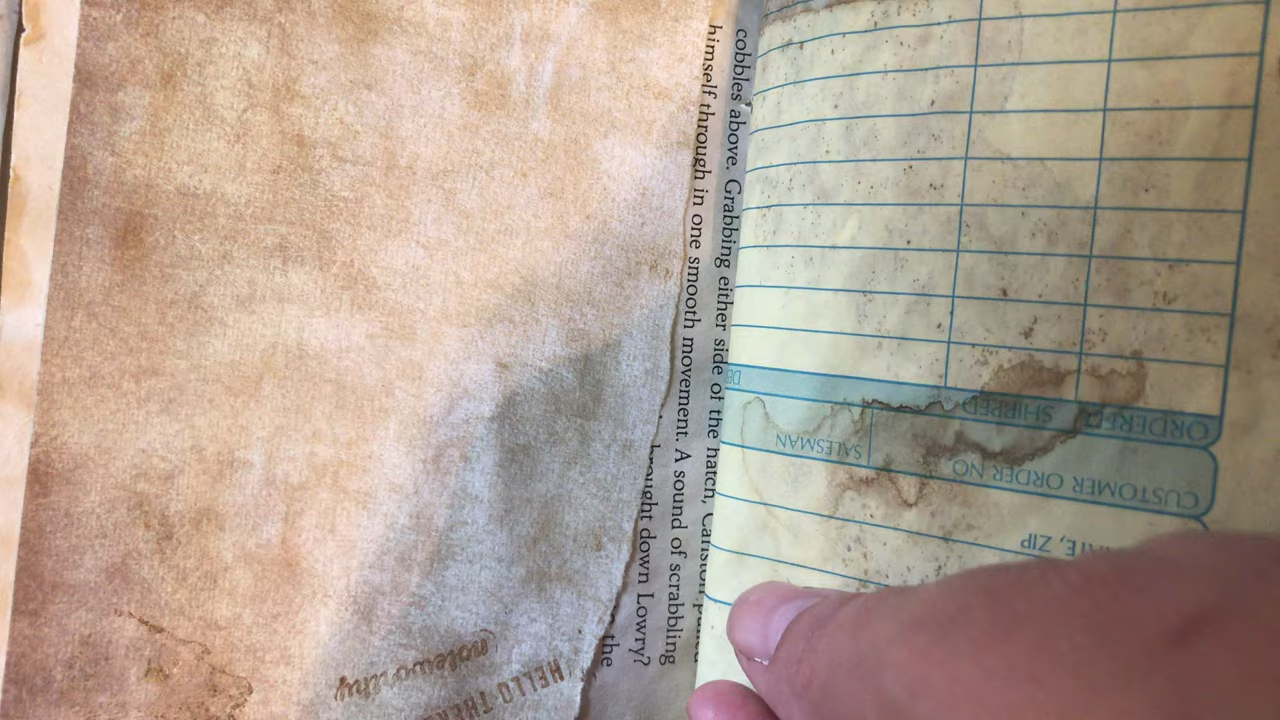 cobbles above. Grabbing either side of the hatch,
himself through in one smooth movement. A sound of scrabbling
brought down Lowry?
the
HELLO THERE
noteworthy
ORDERED
SHIPPED
CUSTOMER ORDER NO
SALESMAN
ZIP